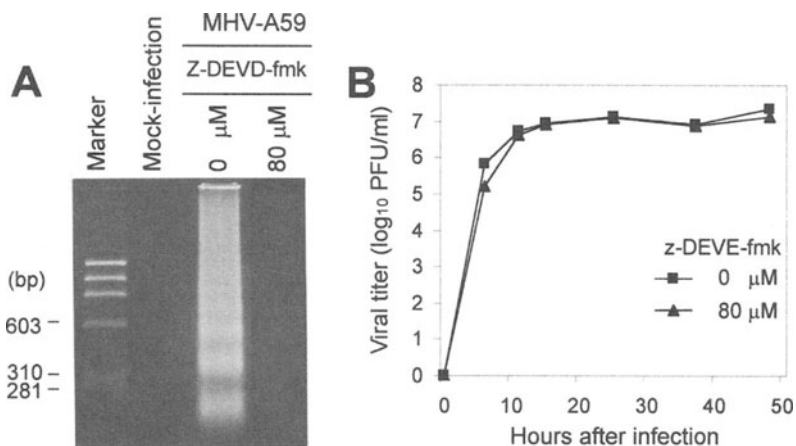 A
MHV-A59
Z-DEVD-fmk
Marker
Mock-infection
0 μM
80 μM
(bp)
603
310
281
B
Viral titer (log10 PFU/ml)
8
7
6
5
4
3
2
1
0
z-DEVE-fmk
0 μM
80 μM
0 10 20 30 40 50
Hours after infection